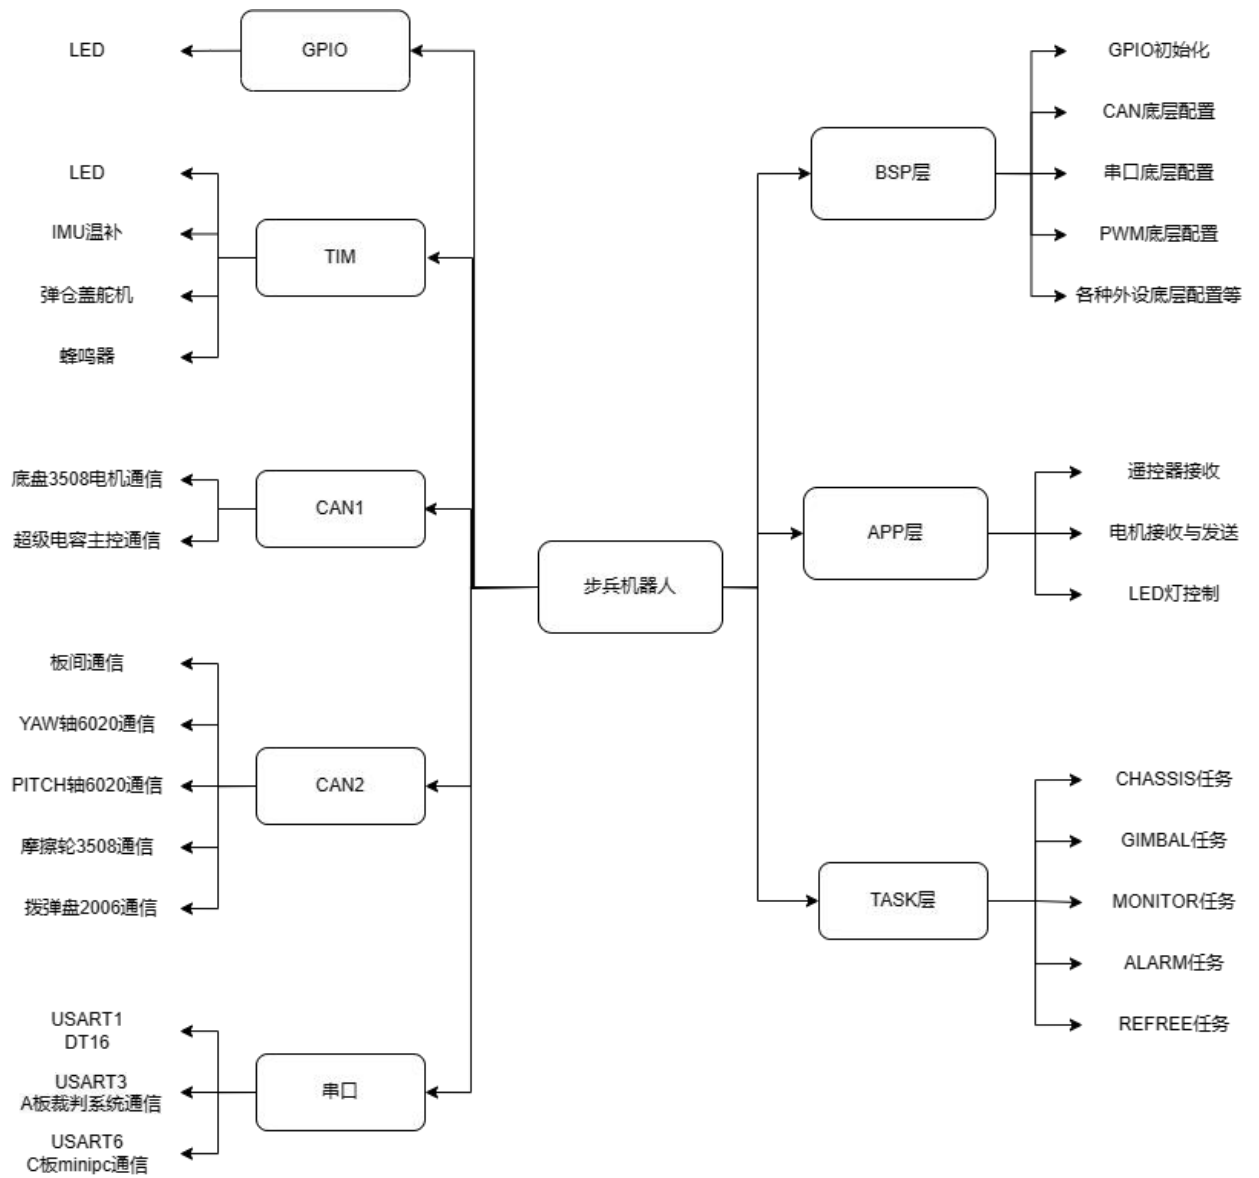 LED
GPIO
LED
IMU温补
弹仓盖舵机
蜂鸣器
TIM
底盘3508电机通信
超级电容主控通信
CAN1
板间通信
YAW轴6020通信
PITCH轴6020通信
摩擦轮3508通信
拨弹盘2006通信
CAN2
USART1
DT16
USART3
A板裁判系统通信
USART6
C板minipc通信
串口
步兵机器人
BSP层
GPIO初始化
CAN底层配置
串口底层配置
PWM底层配置
各种外设底层配置等
APP层
遥控器接收
电机接收与发送
LED灯控制
TASK层
CHASSIS任务
GIMBAL任务
MONITOR任务
ALARM任务
REFREE任务